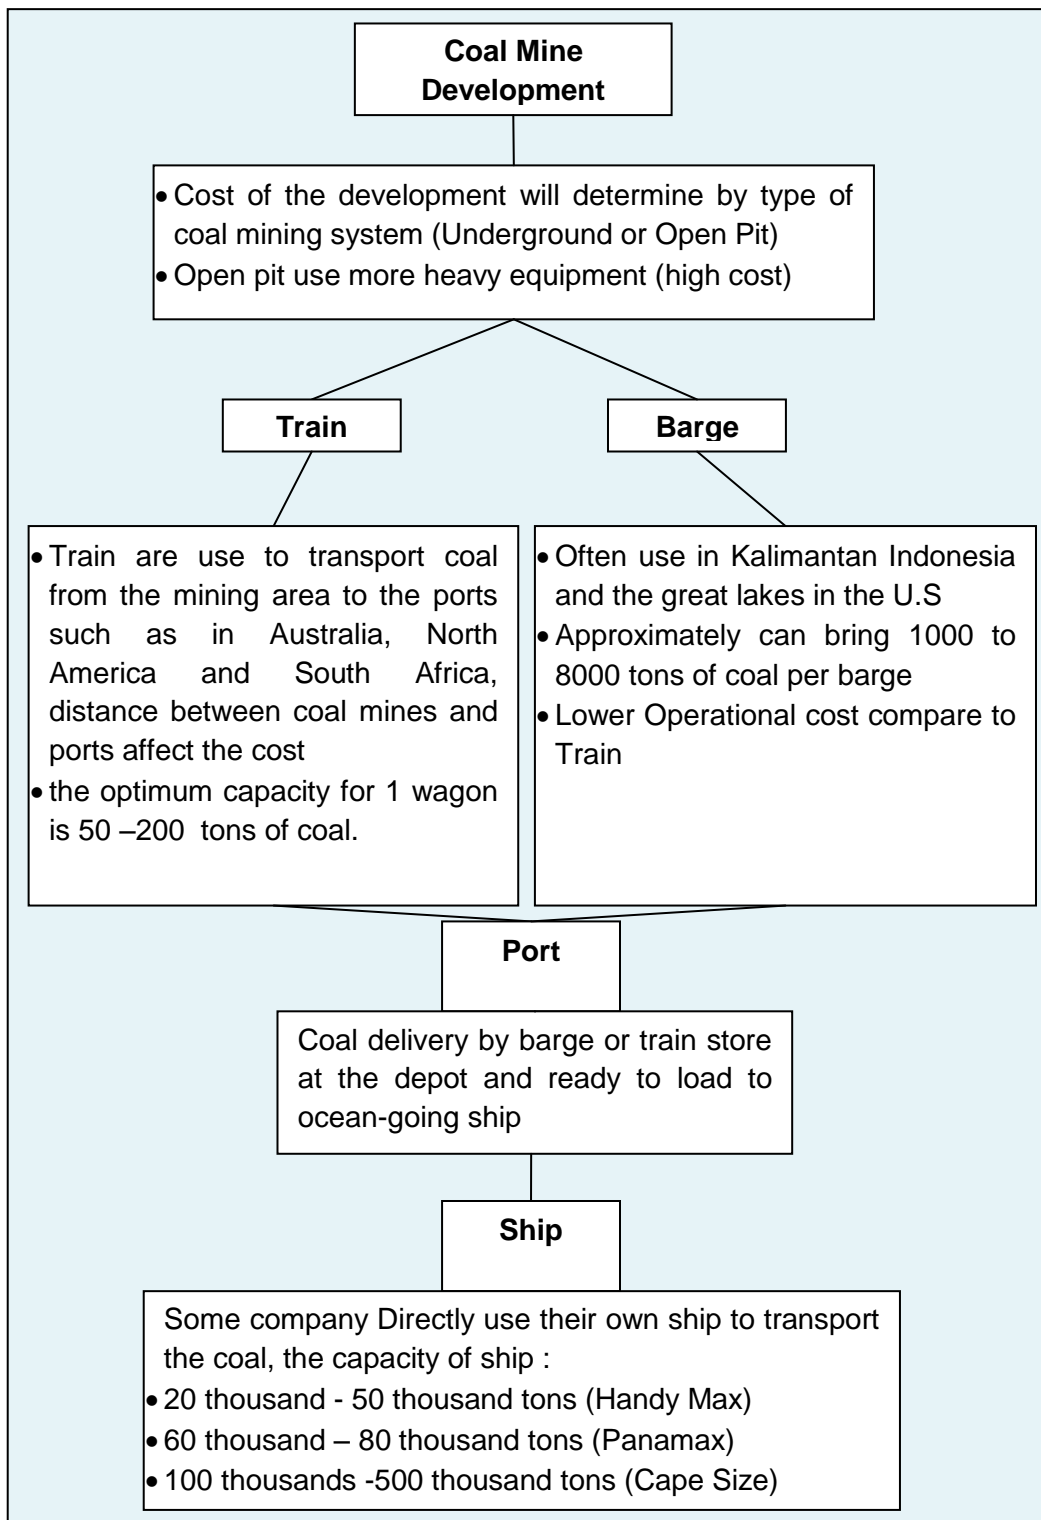 Coal Mine
Development
• Cost of the development will determine by type of
coal mining system (Underground or Open Pit)
• Open pit use more heavy equipment (high cost)
Train
Barge
• Train are use to transport coal
from the mining area to the ports
such as in Australia, North
America and South Africa,
distance between coal mines and
ports affect the cost
• the optimum capacity for 1 wagon
is 50 –200 tons of coal.
• Often use in Kalimantan Indonesia
and the great lakes in the U.S
• Approximately can bring 1000 to
8000 tons of coal per barge
• Lower Operational cost compare to
Train
Port
Coal delivery by barge or train store
at the depot and ready to load to
ocean-going ship
Ship
Some company Directly use their own ship to transport
the coal, the capacity of ship :
• 20 thousand - 50 thousand tons (Handy Max)
• 60 thousand – 80 thousand tons (Panamax)
• 100 thousands -500 thousand tons (Cape Size)